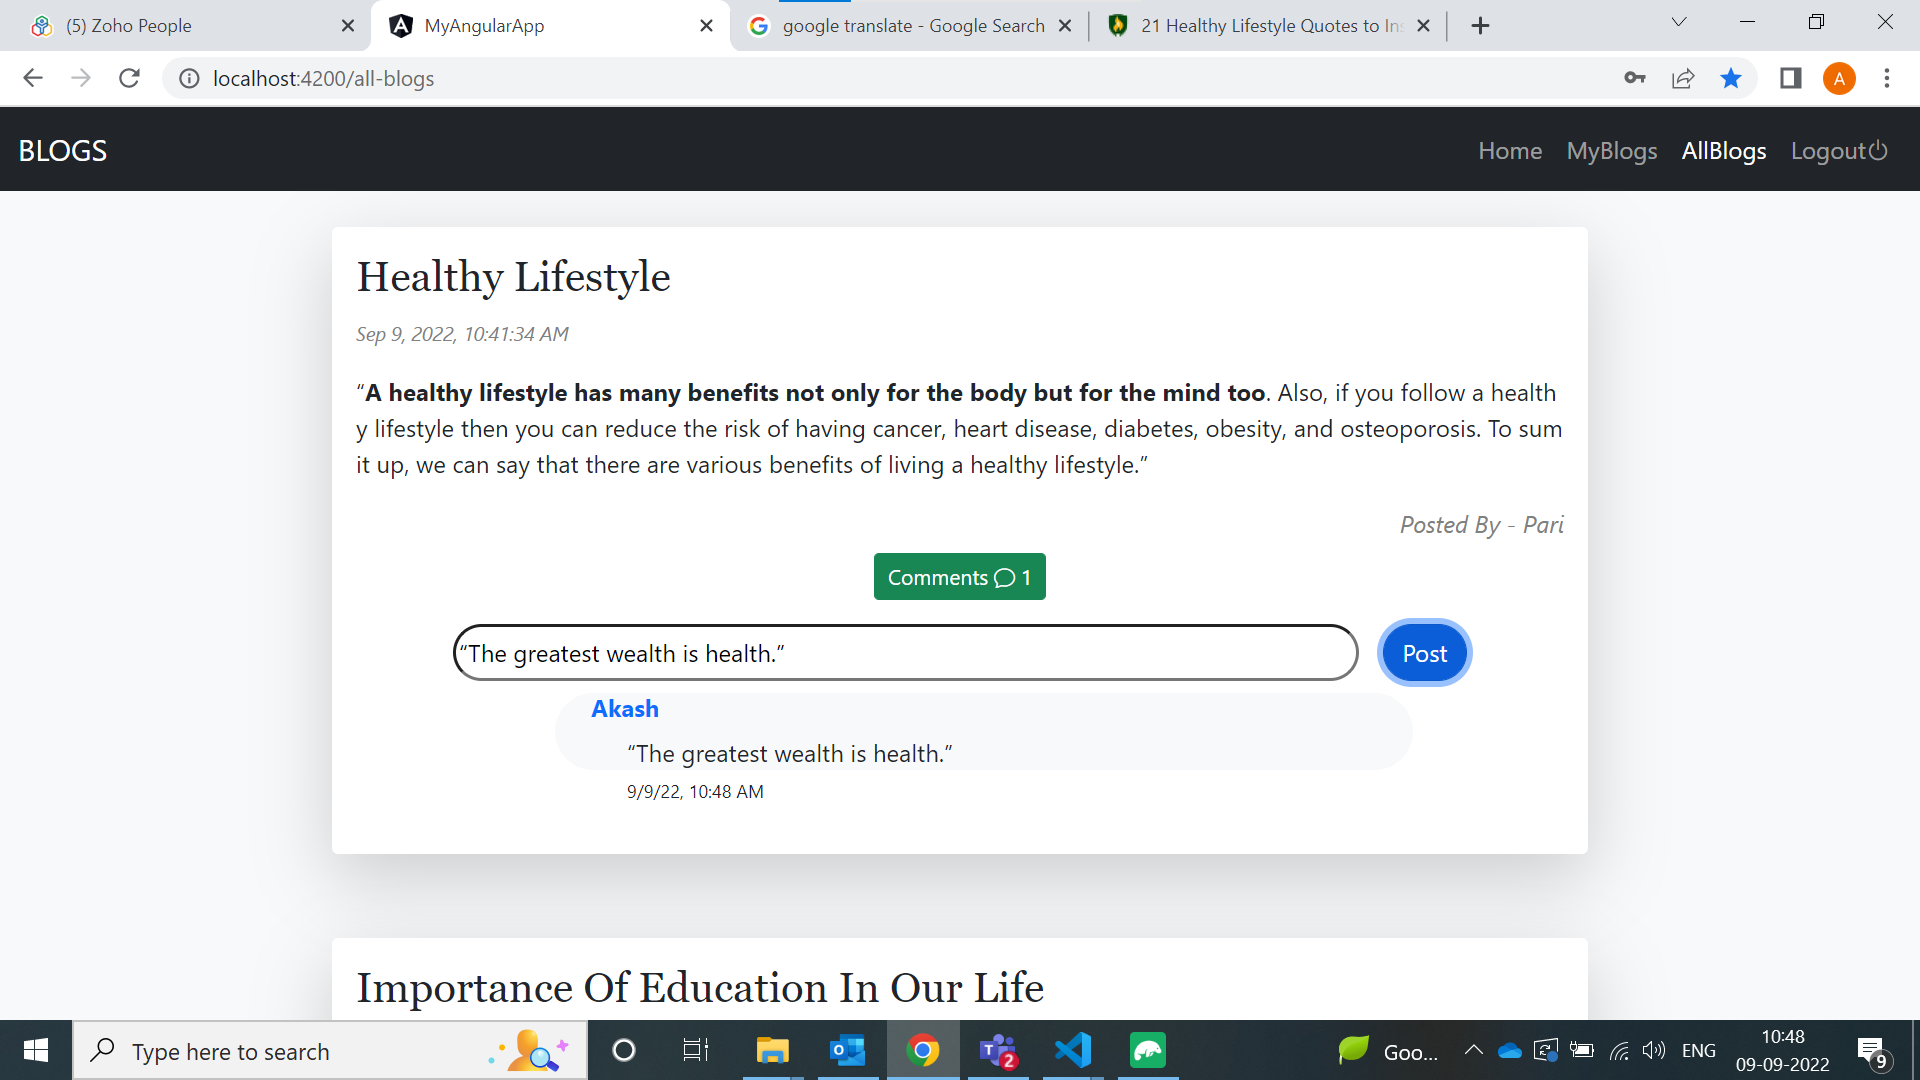 (5) Zoho People
MyAngularApp
google translate - Google Search
21 Healthy Lifestyle Quotes to Ins
localhost:4200/all-blogs
A
BLOGS
Home MyBlogs AllBlogs Logout
Healthy Lifestyle
Sep 9, 2022, 10:41:34 AM
“A healthy lifestyle has many benefits not only for the body but for the mind too. Also, if you follow a health
y lifestyle then you can reduce the risk of having cancer, heart disease, diabetes, obesity, and osteoporosis. To sum
it up, we can say that there are various benefits of living a healthy lifestyle.”
Posted By - Pari
Comments 1
“The greatest wealth is health.”
Post
Akash
“The greatest wealth is health.”
9/9/22, 10:48 AM
Importance Of Education In Our Life
Type here to search
2
Goo...
ENG
10:48
09-09-2022
9